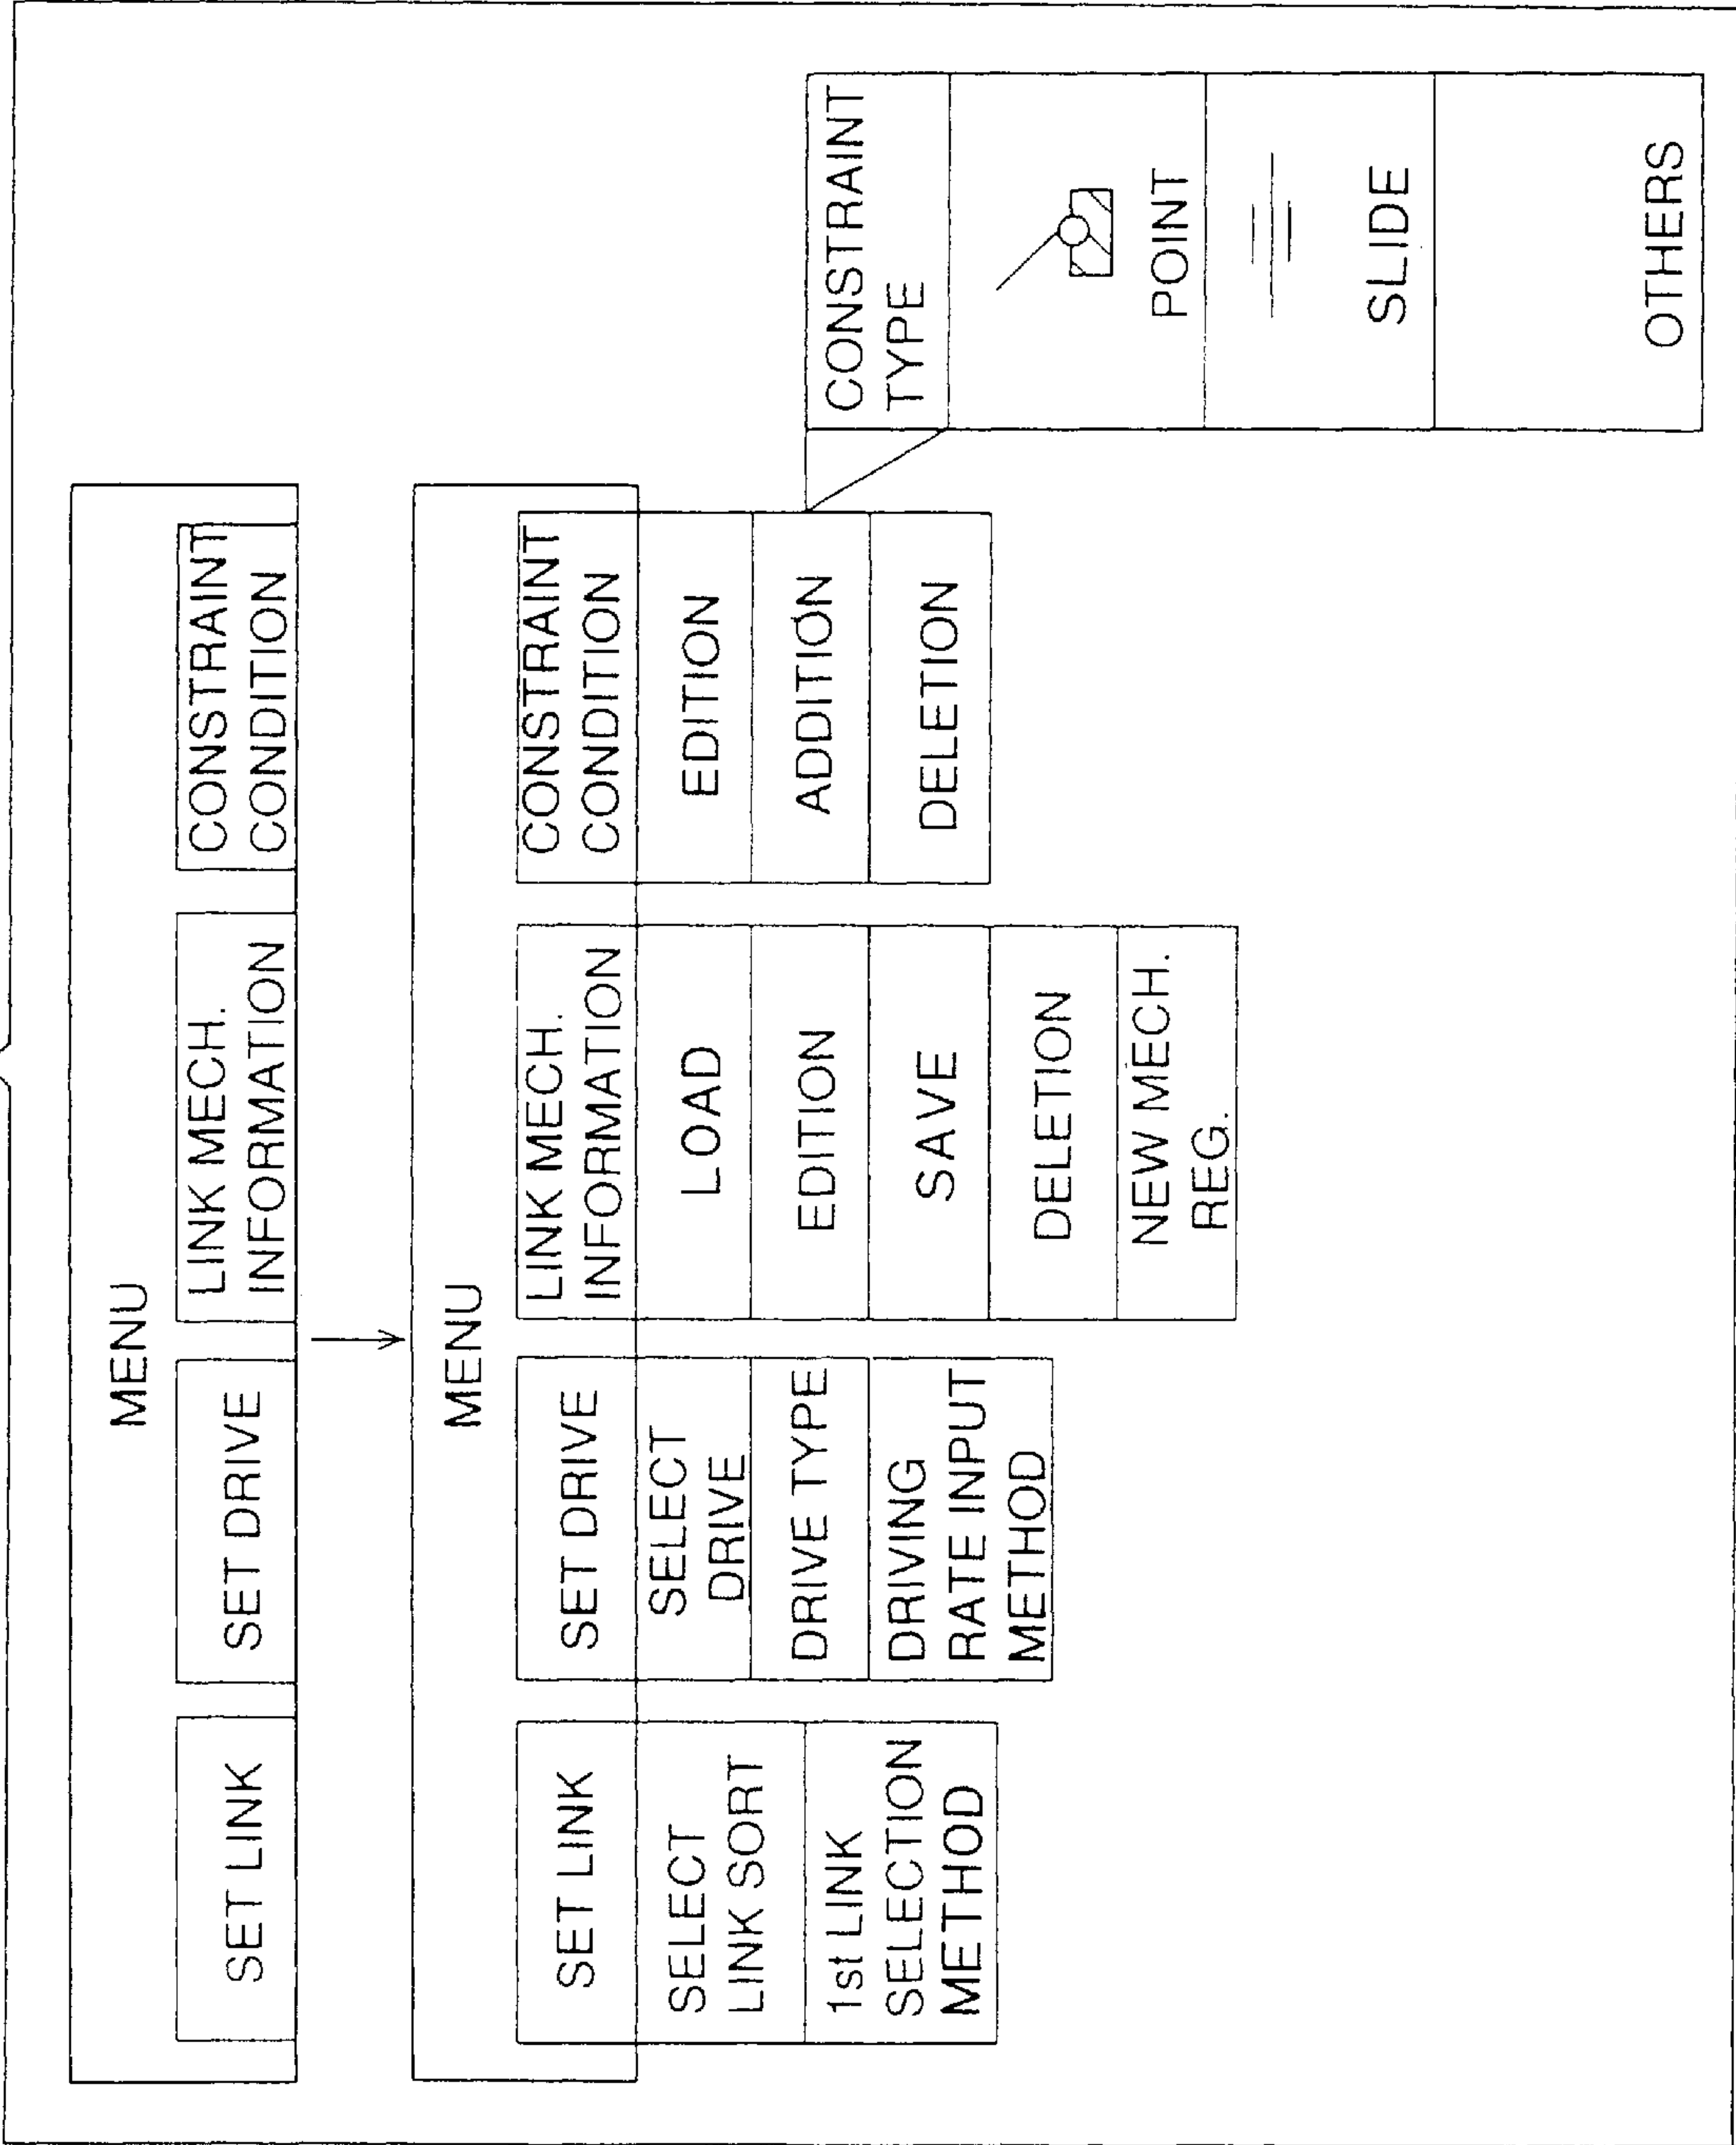 MENU
SET LINK
SET DRIVE
LINK MECH.
INFORMATION
CONSTRAINT
CONDITION
MENU
SET LINK
SELECT
LINK SORT
1st LINK
SELECTION
METHOD
SET DRIVE
SELECT
DRIVE
DRIVE TYPE
DRIVING
RATE INPUT
METHOD
LINK MECH.
INFORMATION
LOAD
EDITION
SAVE
DELETION
NEW MECH.
REG.
CONSTRAINT
CONDITION
EDITION
ADDITION
DELETION
CONSTRAINT
TYPE
POINT
SLIDE
OTHERS